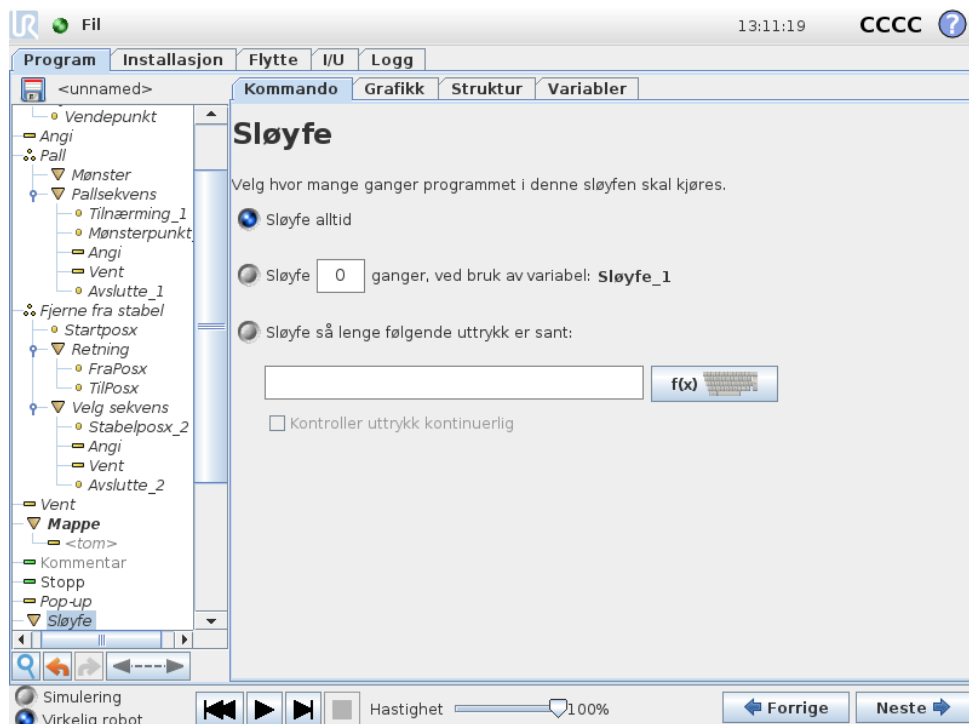 UR Fil 13:11:19 CCCC ?
Program Installasjon Flytte I/U Logg
<unnamed>
Kommando Grafikk Struktur Variabler
Vendepunkt
Angi
Pall
Mønster
Pallsekvens
Tilnærming_1
Mønsterpunkt_
Angi
Vent
Avslutte_1
Fjerne fra stabel
Startposx
Retning
FraPosx
TilPosx
Velg sekvens
Stabelposx_2
Angi
Vent
Avslutte_2
Vent
Mappe
<tom>
Kommentar
Stopp
Pop-up
Sløyfe
Sløyfe
Velg hvor mange ganger programmet i denne sløyfen skal kjøres.
Sløyfe alltid
Sløyfe 0 ganger, ved bruk av variabel: Sløyfe_1
Sløyfe så lenge følgende uttrykk er sant:
f(x)
Kontroller uttrykk kontinuerlig
Simulering
Virkelig robot
Hastighet 100%
Forrige Neste